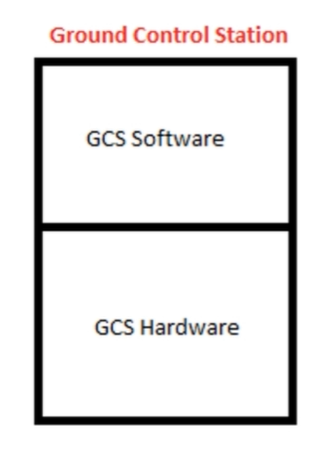 Ground Control Station
GCS Software
GCS Hardware